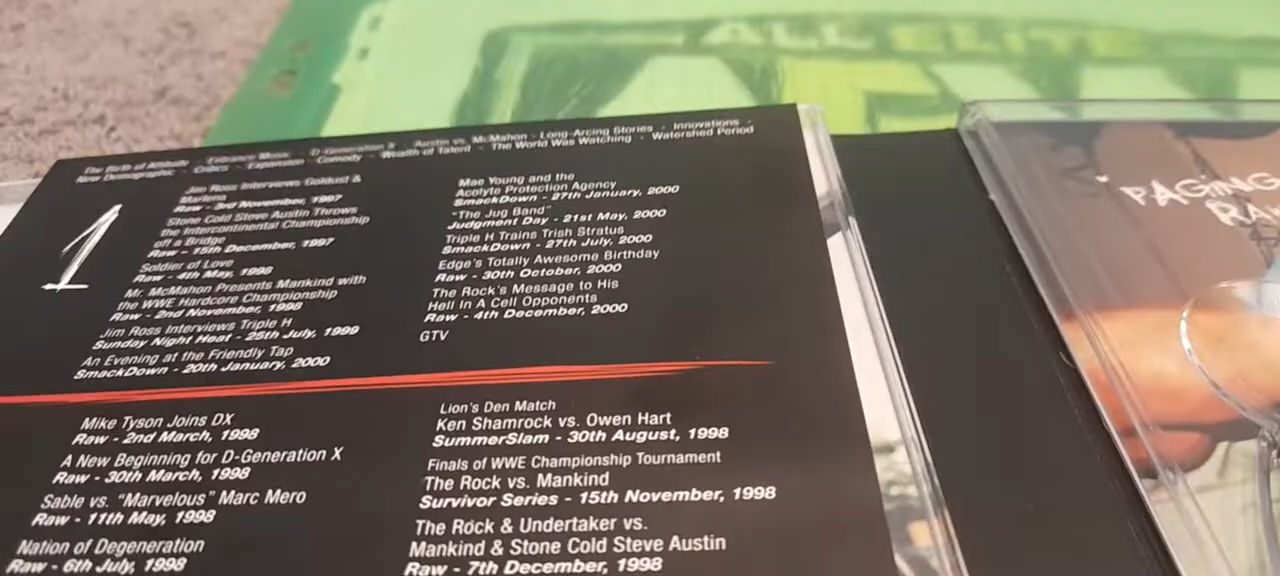 ALL ELITE
The Birth of Attitude - Entrance Music - D-Generation X - Austin vs. McMahon - Long-Arcing Stories - Innovations -
New Demographic - Critics - Expansion - Comedy - Wealth of Talent - The World Was Watching - Watershed Period
1
Jim Ross Interviews Goldust &
Marlena
Raw - 3rd November, 1997
Stone Cold Steve Austin Throws
the Intercontinental Championship
off a Bridge
Raw - 15th December, 1997
Soldier of Love
Raw - 4th May, 1998
Mr. McMahon Presents Mankind with
the WWE Hardcore Championship
Raw - 2nd November, 1998
Jim Ross Interviews Triple H
Sunday Night Heat - 25th July, 1999
An Evening at the Friendly Tap
SmackDown - 20th January, 2000
Mae Young and the
Acolyte Protection Agency
SmackDown - 27th January, 2000
"The Jug Band"
Judgment Day - 21st May, 2000
Triple H Trains Trish Stratus
SmackDown - 27th July, 2000
Edge's Totally Awesome Birthday
Raw - 30th October, 2000
The Rock's Message to His
Hell In A Cell Opponents
Raw - 4th December, 2000
GTV
Mike Tyson Joins DX
Raw - 2nd March, 1998
A New Beginning for D-Generation X
Raw - 30th March, 1998
Sable vs. "Marvelous" Marc Mero
Raw - 11th May, 1998
Nation of Degeneration
Raw - 6th July, 1998
Lion's Den Match
Ken Shamrock vs. Owen Hart
SummerSlam - 30th August, 1998
Finals of WWE Championship Tournament
The Rock vs. Mankind
Survivor Series - 15th November, 1998
The Rock & Undertaker vs.
Mankind & Stone Cold Steve Austin
Raw - 7th December, 1998
PAGING